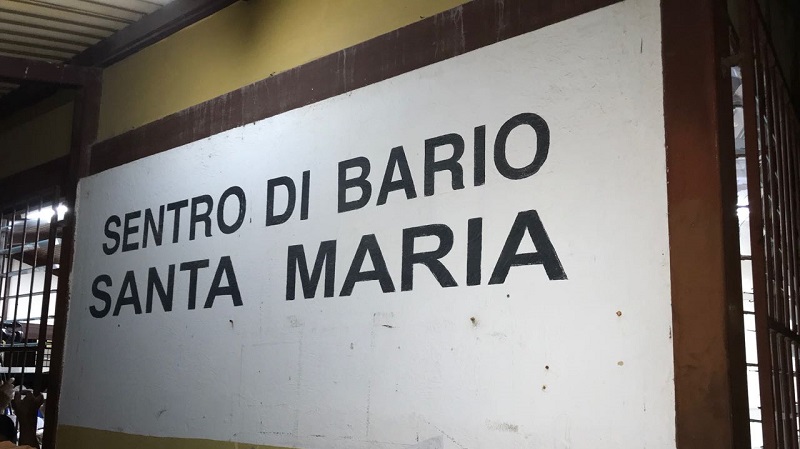 SENTRO DI BARIO
SANTA MARIA